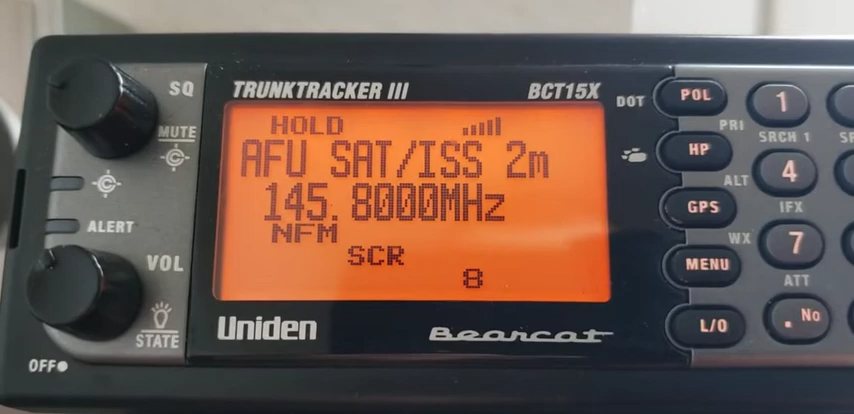 SQ
TRUNKTRACKER III
BCT15X
MUTE
ALERT
VOL
STATE
OFF
HOLD
AFU SAT/ISS 2m
145.8000MHz
NFM
SCR
8
Uniden
Bearcat
DOT
POL
PRI
HP
ALT
GPS
WX
MENU
L/O
1
SRCH 1
4
IFX
7
ATT
. No